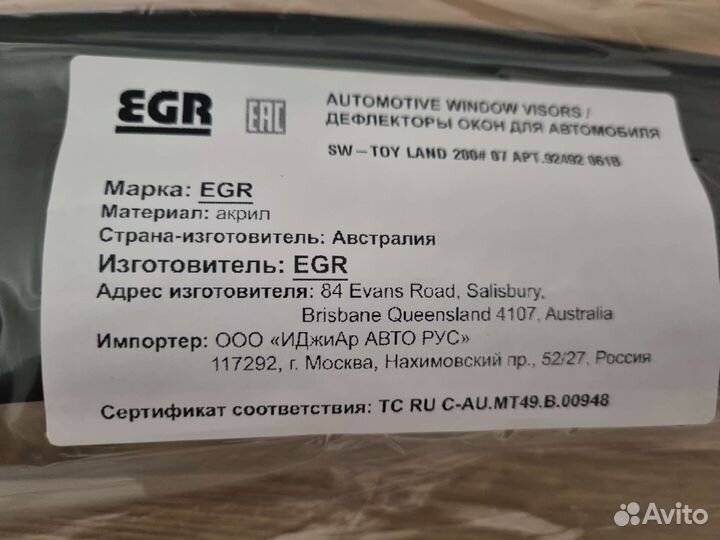 EGR
EAC
AUTOMOTIVE WINDOW VISORS /
ДЕФЛЕКТОРЫ ОКОН ДЛЯ АВТОМОБИЛЯ
SW – TOY LAND 200# 07 АРТ.92492 061B
Марка: EGR
Материал: акрил
Страна-изготовитель: Австралия
Изготовитель: EGR
Адрес изготовителя: 84 Evans Road, Salisbury,
Brisbane Queensland 4107, Australia
Импортер: ООО «ИДжиАр АВТО РУС»
117292, г. Москва, Нахимовский пр., 52/27, Россия
Сертификат соответствия: ТС RU C-AU.MT49.B.00948
Avito